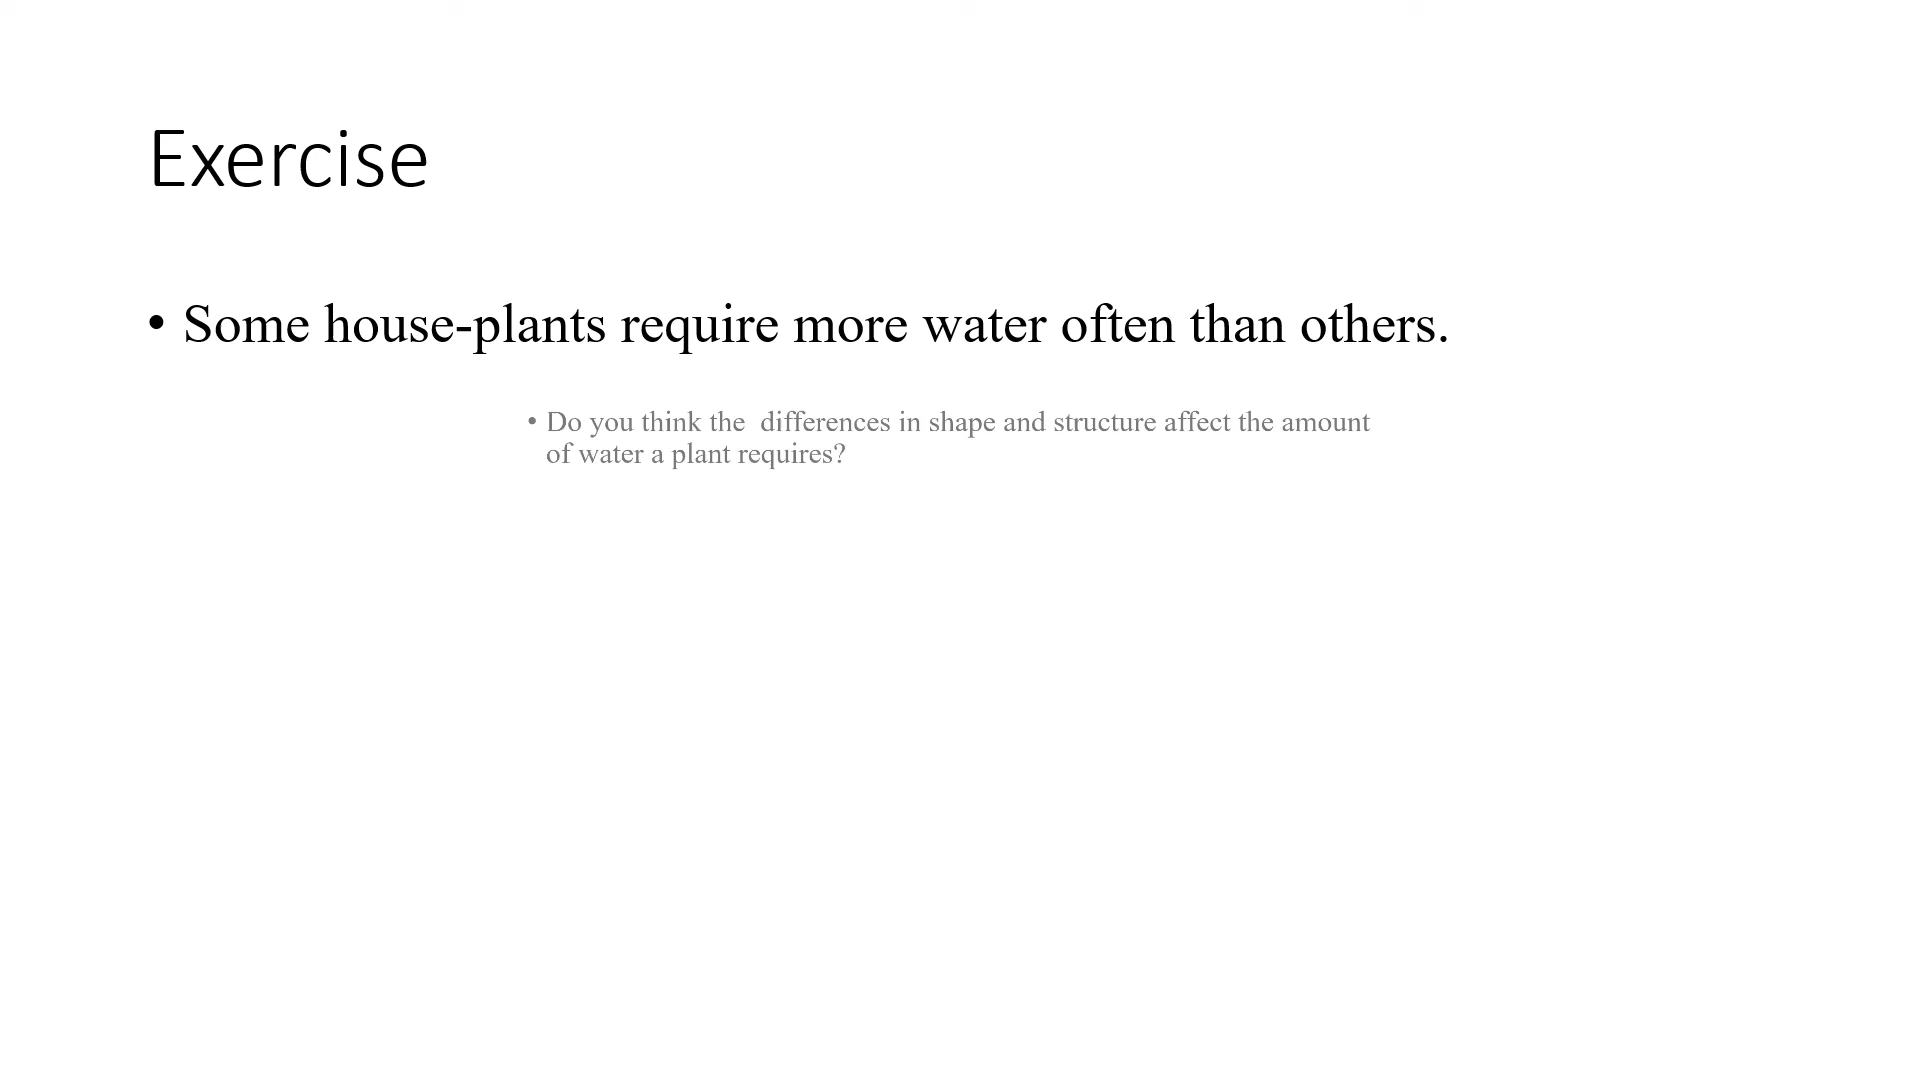 Exercise
• Some house-plants require more water often than others.
• Do you think the  differences in shape and structure affect the amount
of water a plant requires?